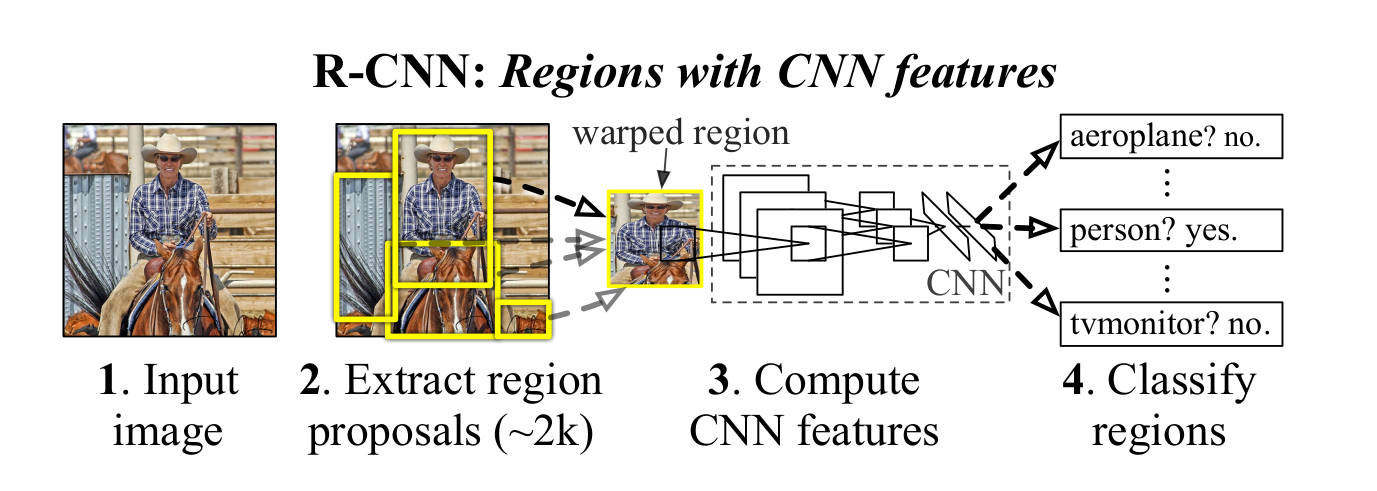 R-CNN: Regions with CNN features
warped region
aeroplane? no.
person? yes.
CNN
tvmonitor? no.
1. Input
image
2. Extract region
proposals (~2k)
3. Compute
CNN features
4. Classify
regions